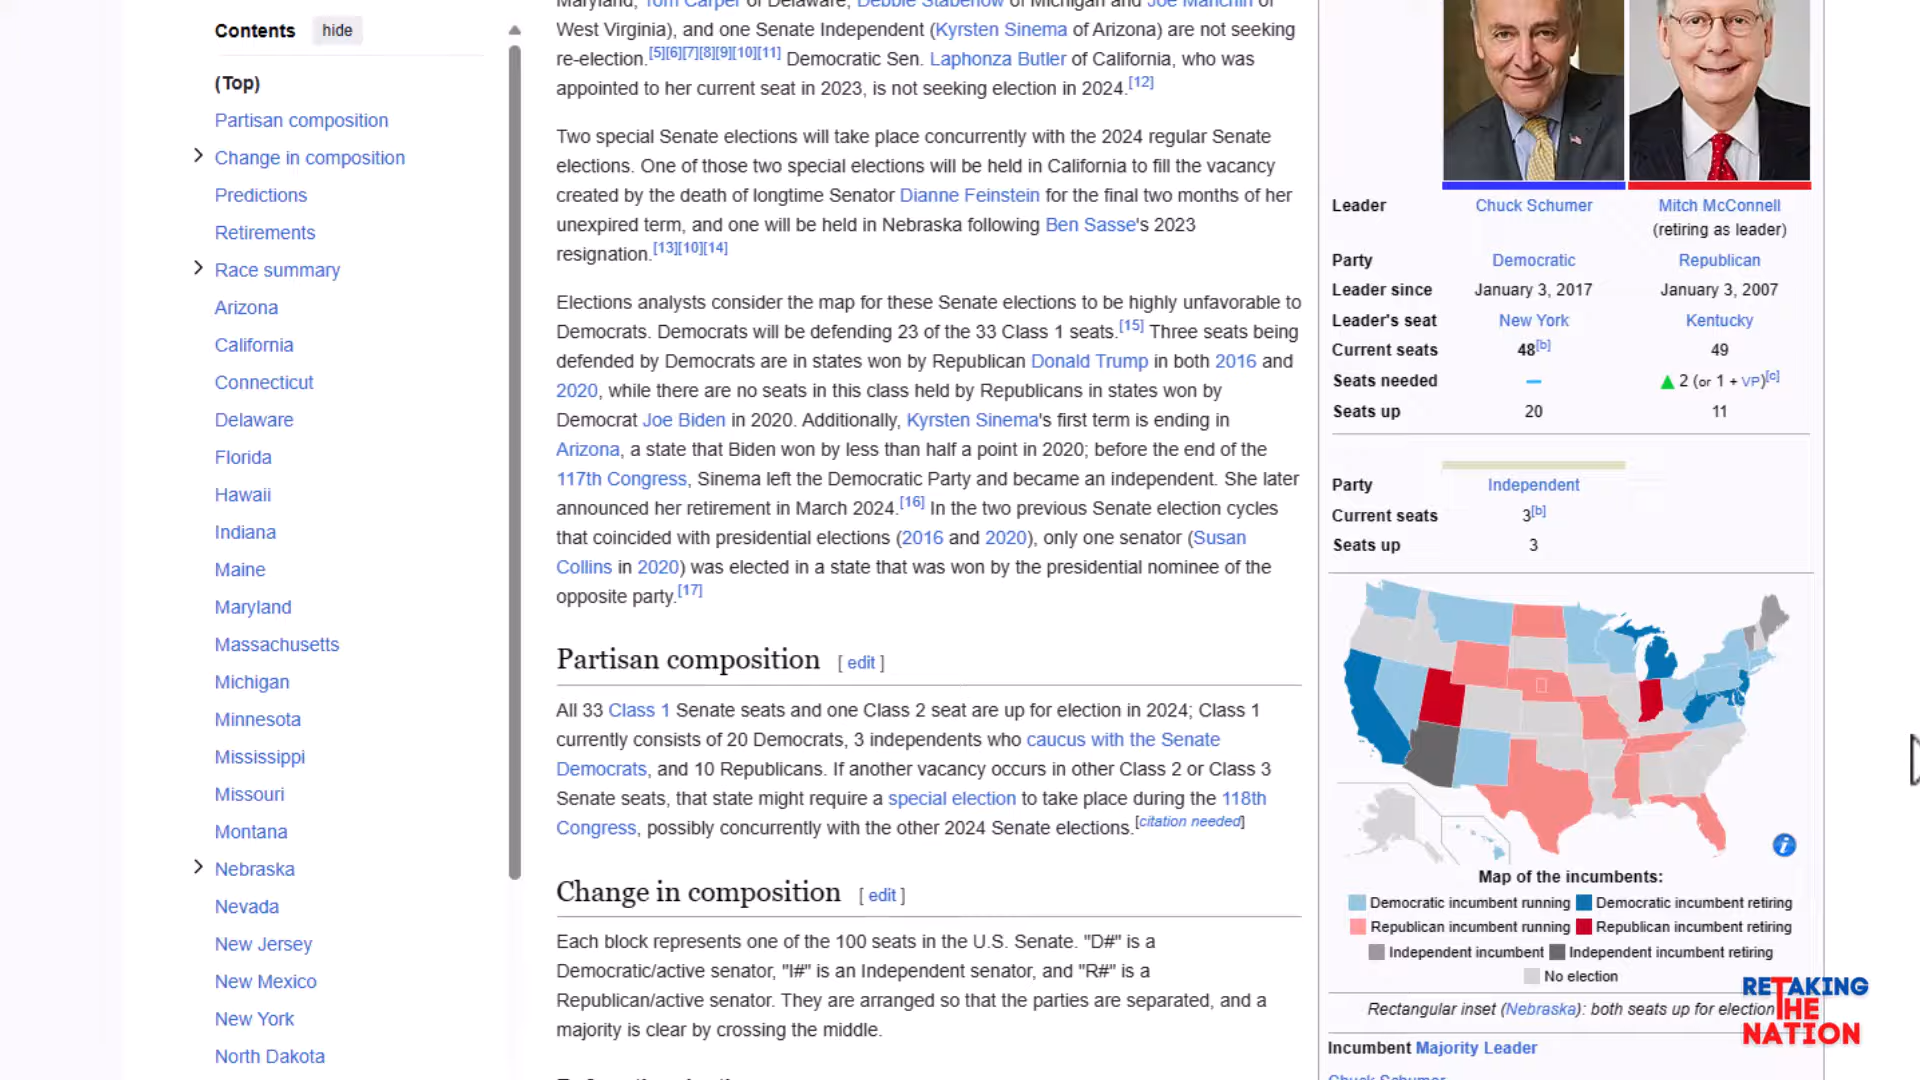 Contents hide
(Top)
Partisan composition
Change in composition
Predictions
Retirements
Race summary
Arizona
California
Connecticut
Delaware
Florida
Hawaii
Indiana
Maine
Maryland
Massachusetts
Michigan
Minnesota
Mississippi
Missouri
Montana
Nebraska
Nevada
New Jersey
New Mexico
New York
North Dakota
Maryland, Tom Carper of Delaware, Debbie Stabenow of Michigan and Joe Manchin of
West Virginia), and one Senate Independent (Kyrsten Sinema of Arizona) are not seeking
re-election.[5][6][7][8][9][10][11] Democratic Sen. Laphonza Butler of California, who was
appointed to her current seat in 2023, is not seeking election in 2024.[12]
Two special Senate elections will take place concurrently with the 2024 regular Senate
elections. One of those two special elections will be held in California to fill the vacancy
created by the death of longtime Senator Dianne Feinstein for the final two months of her
unexpired term, and one will be held in Nebraska following Ben Sasse's 2023
resignation.[13][10][14]
Elections analysts consider the map for these Senate elections to be highly unfavorable to
Democrats. Democrats will be defending 23 of the 33 Class 1 seats.[15] Three seats being
defended by Democrats are in states won by Republican Donald Trump in both 2016 and
2020, while there are no seats in this class held by Republicans in states won by
Democrat Joe Biden in 2020. Additionally, Kyrsten Sinema's first term is ending in
Arizona, a state that Biden won by less than half a point in 2020; before the end of the
117th Congress, Sinema left the Democratic Party and became an independent. She later
announced her retirement in March 2024.[16] In the two previous Senate election cycles
that coincided with presidential elections (2016 and 2020), only one senator (Susan
Collins in 2020) was elected in a state that was won by the presidential nominee of the
opposite party.[17]
Partisan composition [ edit ]
All 33 Class 1 Senate seats and one Class 2 seat are up for election in 2024; Class 1
currently consists of 20 Democrats, 3 independents who caucus with the Senate
Democrats, and 10 Republicans. If another vacancy occurs in other Class 2 or Class 3
Senate seats, that state might require a special election to take place during the 118th
Congress, possibly concurrently with the other 2024 Senate elections.[citation needed]
Change in composition [ edit ]
Each block represents one of the 100 seats in the U.S. Senate. "D#" is a
Democratic/active senator, "I#" is an Independent senator, and "R#" is a
Republican/active senator. They are arranged so that the parties are separated, and a
majority is clear by crossing the middle.
Leader Chuck Schumer Mitch McConnell
(retiring as leader)
Party Democratic Republican
Leader since January 3, 2017 January 3, 2007
Leader's seat New York Kentucky
Current seats 48[b] 49
Seats needed — ▲ 2 (or 1 + VP)[c]
Seats up 20 11
Party Independent
Current seats 3[b]
Seats up 3
Map of the incumbents:
Democratic incumbent running Democratic incumbent retiring
Republican incumbent running Republican incumbent retiring
Independent incumbent Independent incumbent retiring
No election
Rectangular inset (Nebraska): both seats up for election
Incumbent Majority Leader
Chuck Schumer
RETAKING
THE
NATION